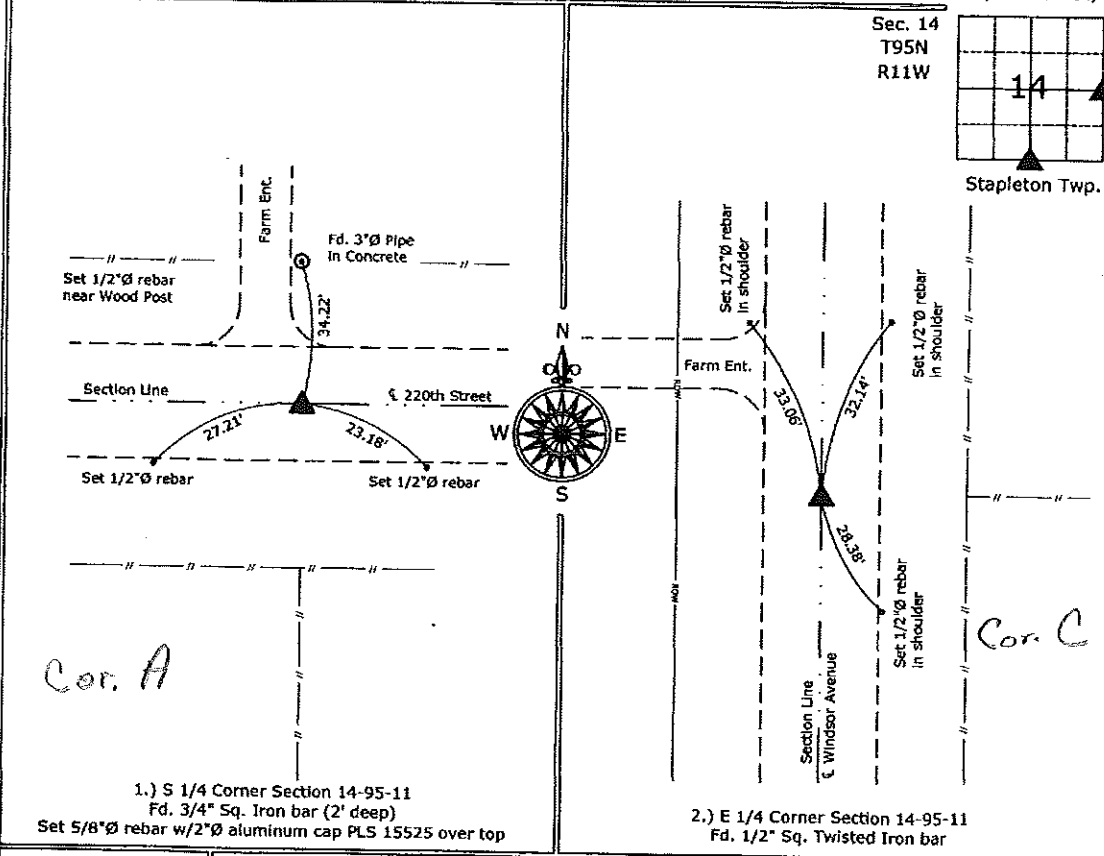 Sec. 14
T95N
R11W
14
Stapleton Twp.
Farm Ent.
Fd. 3"Ø Pipe
In Concrete
Set 1/2"Ø rebar
near Wood Post
34.22'
Section Line
℄ 220th Street
27.21'
23.18'
Set 1/2"Ø rebar
Set 1/2"Ø rebar
Cor. A
1.) S 1/4 Corner Section 14-95-11
Fd. 3/4" Sq. Iron bar (2' deep)
Set 5/8"Ø rebar w/2"Ø aluminum cap PLS 15525 over top
N
W
E
S
Set 1/2"Ø rebar
in shoulder
Set 1/2"Ø rebar
in shoulder
Farm Ent.
ROW
33.06'
32.14'
28.38'
ROW
Set 1/2"Ø rebar
in shoulder
Section Line
℄ Windsor Avenue
Cor. C
2.) E 1/4 Corner Section 14-95-11
Fd. 1/2" Sq. Twisted Iron bar